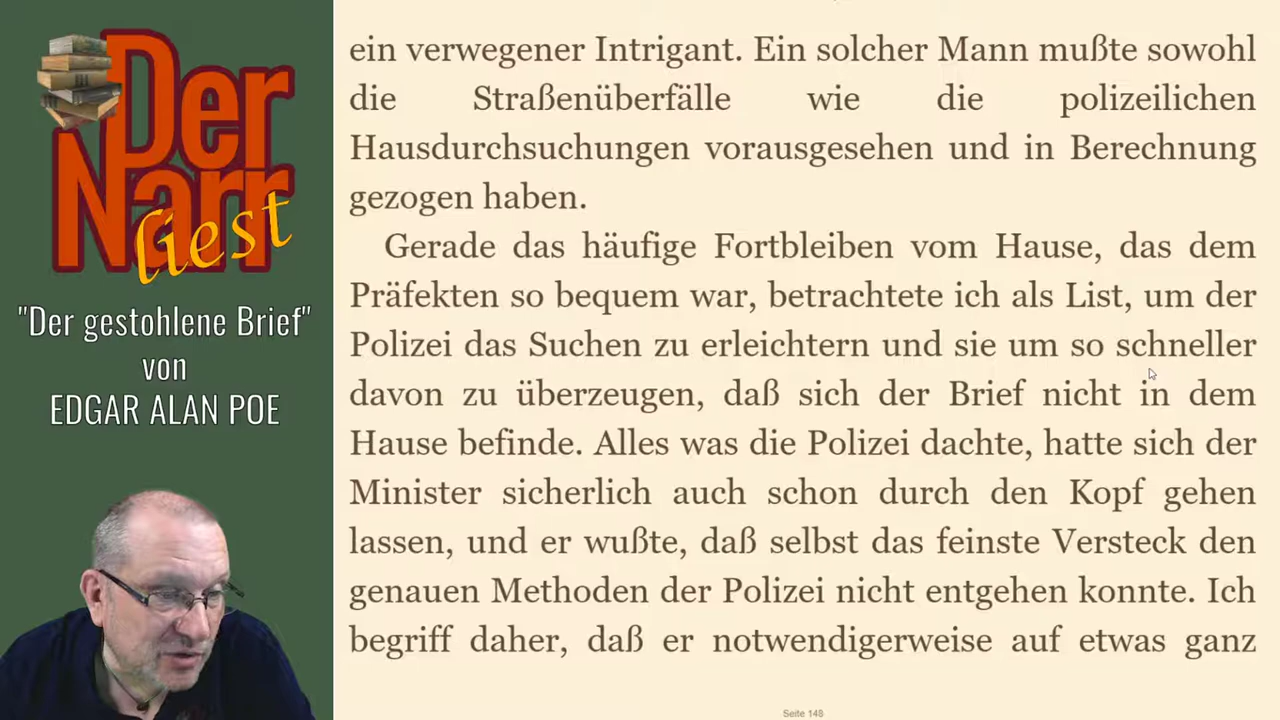 Der
Narr
liest
"Der gestohlene Brief"
von
EDGAR ALAN POE
ein verwegener Intrigant. Ein solcher Mann mußte sowohl
die Straßenüberfälle wie die polizeilichen
Hausdurchsuchungen vorausgesehen und in Berechnung
gezogen haben.
Gerade das häufige Fortbleiben vom Hause, das dem
Präfekten so bequem war, betrachtete ich als List, um der
Polizei das Suchen zu erleichtern und sie um so schneller
davon zu überzeugen, daß sich der Brief nicht in dem
Hause befinde. Alles was die Polizei dachte, hatte sich der
Minister sicherlich auch schon durch den Kopf gehen
lassen, und er wußte, daß selbst das feinste Versteck den
genauen Methoden der Polizei nicht entgehen konnte. Ich
begriff daher, daß er notwendigerweise auf etwas ganz
Seite 148